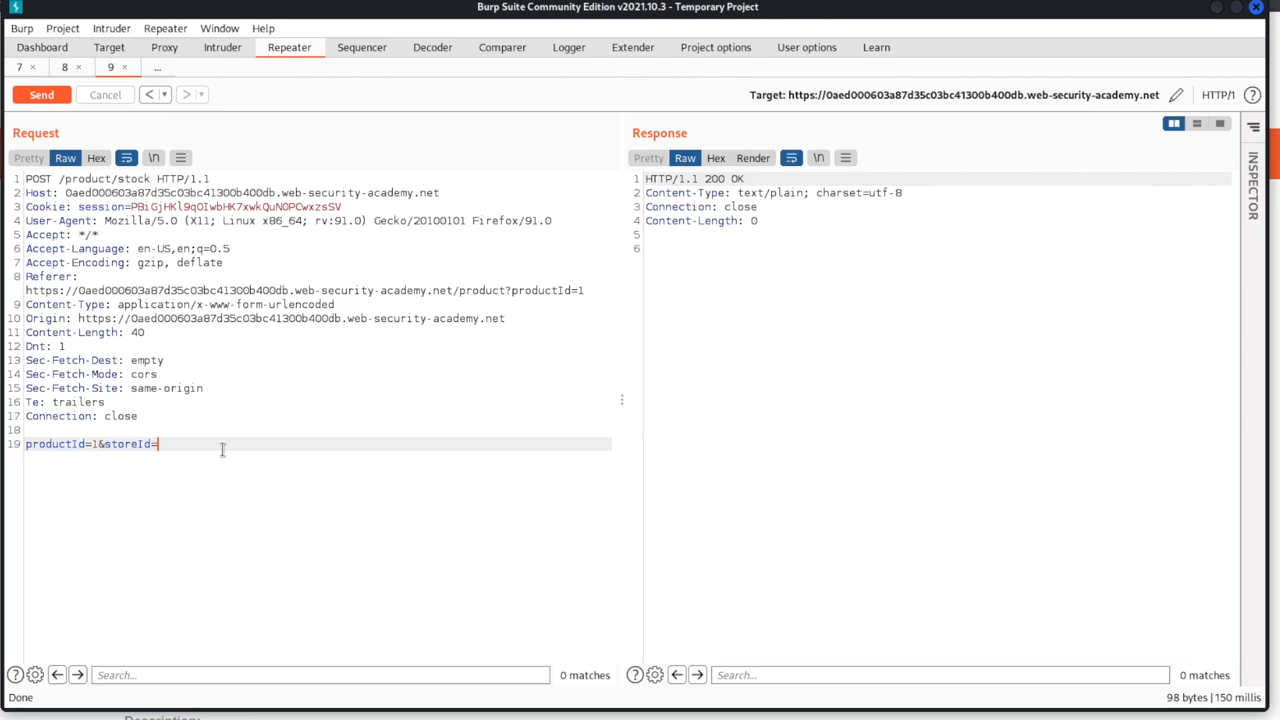 Burp Suite Community Edition v2021.10.3 - Temporary Project
Burp Project Intruder Repeater Window Help
Dashboard Target Proxy Intruder Repeater Sequencer Decoder Comparer Logger Extender Project options User options Learn
7 × 8 × 9 × ...
Send Cancel < > Target: https://0aed000603a87d35c03bc41300b400db.web-security-academy.net HTTP/1 ?
Request
Pretty Raw Hex \n
1 POST /product/stock HTTP/1.1
2 Host: 0aed000603a87d35c03bc41300b400db.web-security-academy.net
3 Cookie: session=PBiGjHKl9qOIwbHK7xwkQuN0PCwxzsSV
4 User-Agent: Mozilla/5.0 (X11; Linux x86_64; rv:91.0) Gecko/20100101 Firefox/91.0
5 Accept: */*
6 Accept-Language: en-US,en;q=0.5
7 Accept-Encoding: gzip, deflate
8 Referer:
https://0aed000603a87d35c03bc41300b400db.web-security-academy.net/product?productId=1
9 Content-Type: application/x-www-form-urlencoded
10 Origin: https://0aed000603a87d35c03bc41300b400db.web-security-academy.net
11 Content-Length: 40
12 Dnt: 1
13 Sec-Fetch-Dest: empty
14 Sec-Fetch-Mode: cors
15 Sec-Fetch-Site: same-origin
16 Te: trailers
17 Connection: close
18
19 productId=1&storeId=
? Search... 0 matches
Done
Response
Pretty Raw Hex Render \n
1 HTTP/1.1 200 OK
2 Content-Type: text/plain; charset=utf-8
3 Connection: close
4 Content-Length: 0
5
6
? Search... 0 matches
98 bytes | 150 millis
INSPECTOR